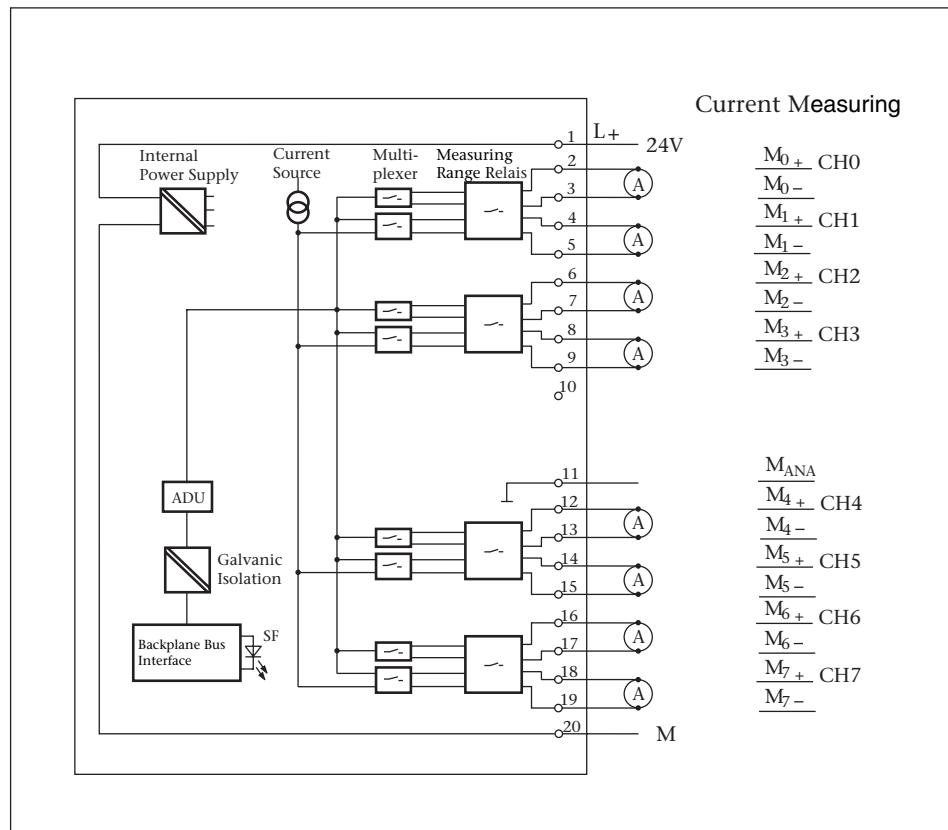 Current Measuring
L+
24V
Internal
Power Supply
Current
Source
Multi-
plexer
Measuring
Range Relais
1
2
3
4
5
6
7
8
9
10
11
12
13
14
15
16
17
18
19
20
A
A
A
A
A
A
A
A
M
M0+ CH0
M0−
M1+ CH1
M1−
M2+ CH2
M2−
M3+ CH3
M3−
MANA
M4+ CH4
M4−
M5+ CH5
M5−
M6+ CH6
M6−
M7+ CH7
M7−
ADU
Galvanic
Isolation
Backplane Bus
Interface
SF